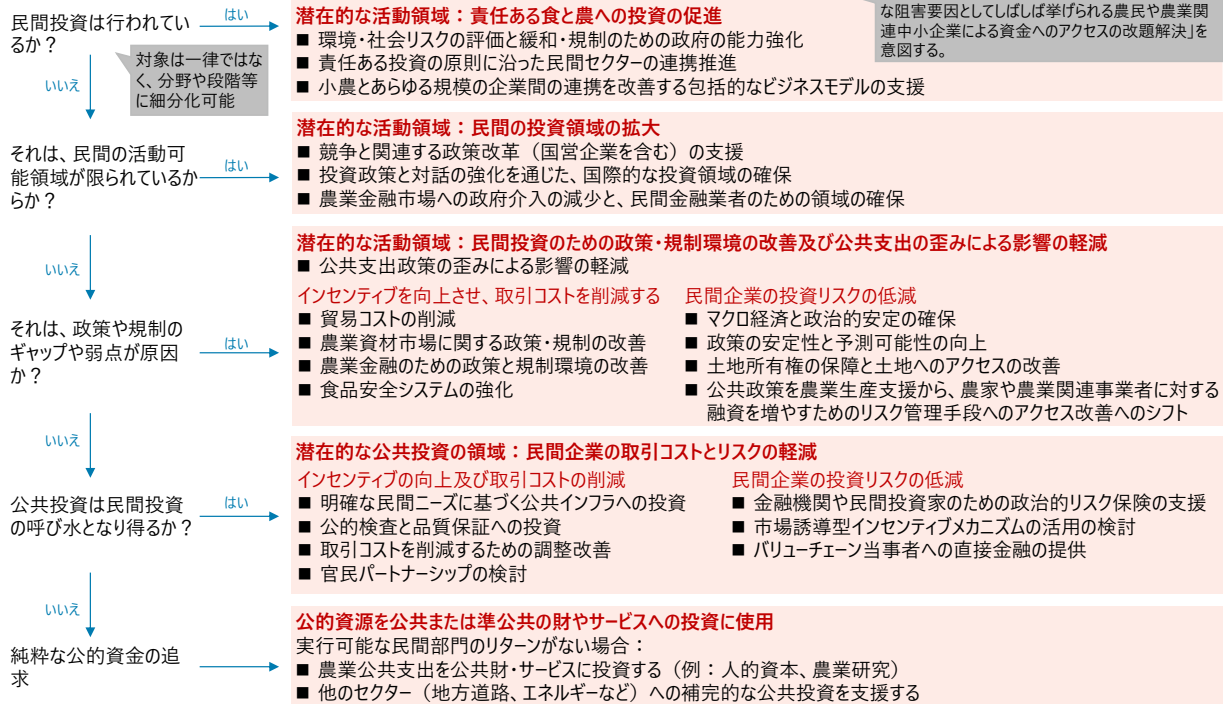 民間投資は行われてい
るか？
はい
いいえ
対象は一律ではな
く、分野や段階等
に細分化可能
潜在的な活動領域：責任ある食と農への投資の促進
■ 環境・社会リスクの評価と緩和・規制のための政府の能力強化
■ 責任ある投資の原則に沿った民間セクターの連携推進
■ 小農とあらゆる規模の企業間の連携を改善する包括的なビジネスモデルの支援
な阻害要因としてしばしば挙げられる農民や農業関
連中小企業による資金へのアクセスの改題解決」を
意図する。
それは、民間の活動可
能領域が限られているか
らか？
はい
いいえ
潜在的な活動領域：民間の投資領域の拡大
■ 競争と関連する政策改革（国営企業を含む）の支援
■ 投資政策と対話の強化を通じた、国際的な投資領域の確保
■ 農業金融市場への政府介入の減少と、民間金融業者のための領域の確保
それは、政策や規制の
ギャップや弱点が原因
か？
はい
いいえ
潜在的な活動領域：民間投資のための政策・規制環境の改善及び公共支出の歪みによる影響の軽減
■ 公共支出政策の歪みによる影響の軽減
インセンティブを向上させ、取引コストを削減する
■ 貿易コストの削減
■ 農業資材市場に関する政策・規制の改善
■ 農業金融のための政策と規制環境の改善
■ 食品安全システムの強化
民間企業の投資リスクの低減
■ マクロ経済と政治的安定の確保
■ 政策の安定性と予測可能性の向上
■ 土地所有権の保障と土地へのアクセスの改善
■ 公共政策を農業生産支援から、農家や農業関連事業者に対する
融資を増やすためのリスク管理手段へのアクセス改善へのシフト
公共投資は民間投資
の呼び水となり得るか？
はい
いいえ
潜在的な公共投資の領域：民間企業の取引コストとリスクの軽減
インセンティブの向上及び取引コストの削減
■ 明確な民間ニーズに基づく公共インフラへの投資
■ 公的検査と品質保証への投資
■ 取引コストを削減するための調整改善
■ 官民パートナーシップの検討
民間企業の投資リスクの低減
■ 金融機関や民間投資家のための政治的リスク保険の支援
■ 市場誘導型インセンティブメカニズムの活用の検討
■ バリューチェーン当事者への直接金融の提供
純粋な公的資金の追
求
公的資源を公共または準公共の財やサービスへの投資に使用
実行可能な民間部門のリターンがない場合：
■ 農業公共支出を公共財・サービスに投資する（例：人的資本、農業研究）
■ 他のセクター（地方道路、エネルギーなど）への補完的な公共投資を支援する